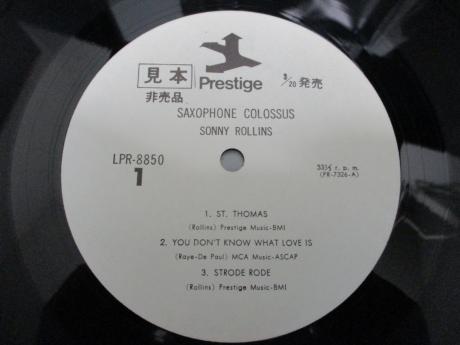 見本
非売品
Prestige
3/20 発売
SAXOPHONE COLOSSUS
SONNY ROLLINS
LPR-8850
1
33⅓ r. p. m.
(PR-7326-A)
1. ST. THOMAS
(Rollins) Prestige Music-BMI
2. YOU DON'T KNOW WHAT LOVE IS
(Raye-De Paul) MCA Music-ASCAP
3. STRODE RODE
(Rollins) Prestige Music-BMI